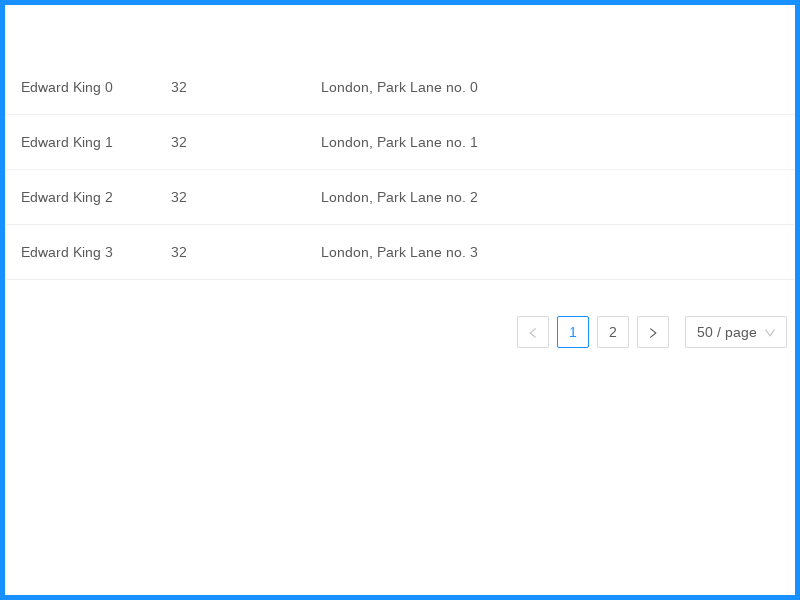 Edward King 0 32 London, Park Lane no. 0
Edward King 1 32 London, Park Lane no. 1
Edward King 2 32 London, Park Lane no. 2
Edward King 3 32 London, Park Lane no. 3
1 2 50 / page